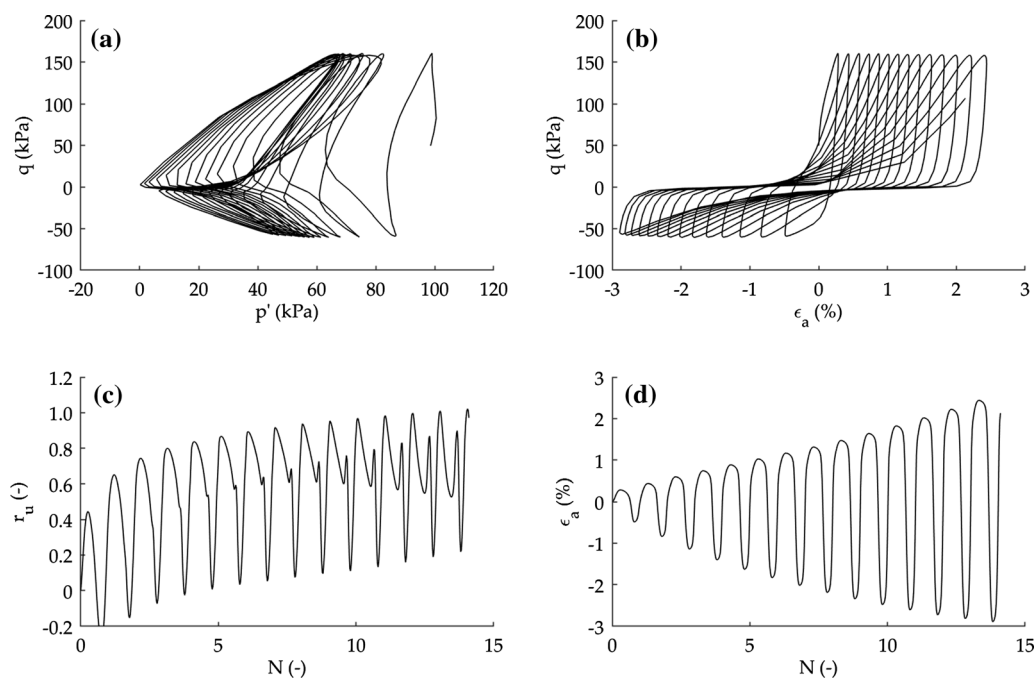 (a)
q (kPa)
200
150
100
50
0
-50
-100
-20 0 20 40 60 80 100 120
p' (kPa)
(b)
q (kPa)
200
150
100
50
0
-50
-100
-3 -2 -1 0 1 2 3
ϵa (%)
(c)
ru (-)
1.2
1.0
0.8
0.6
0.4
0.2
0
-0.2
0 5 10 15
N (-)
(d)
ϵa (%)
3
2
1
0
-1
-2
-3
0 5 10 15
N (-)